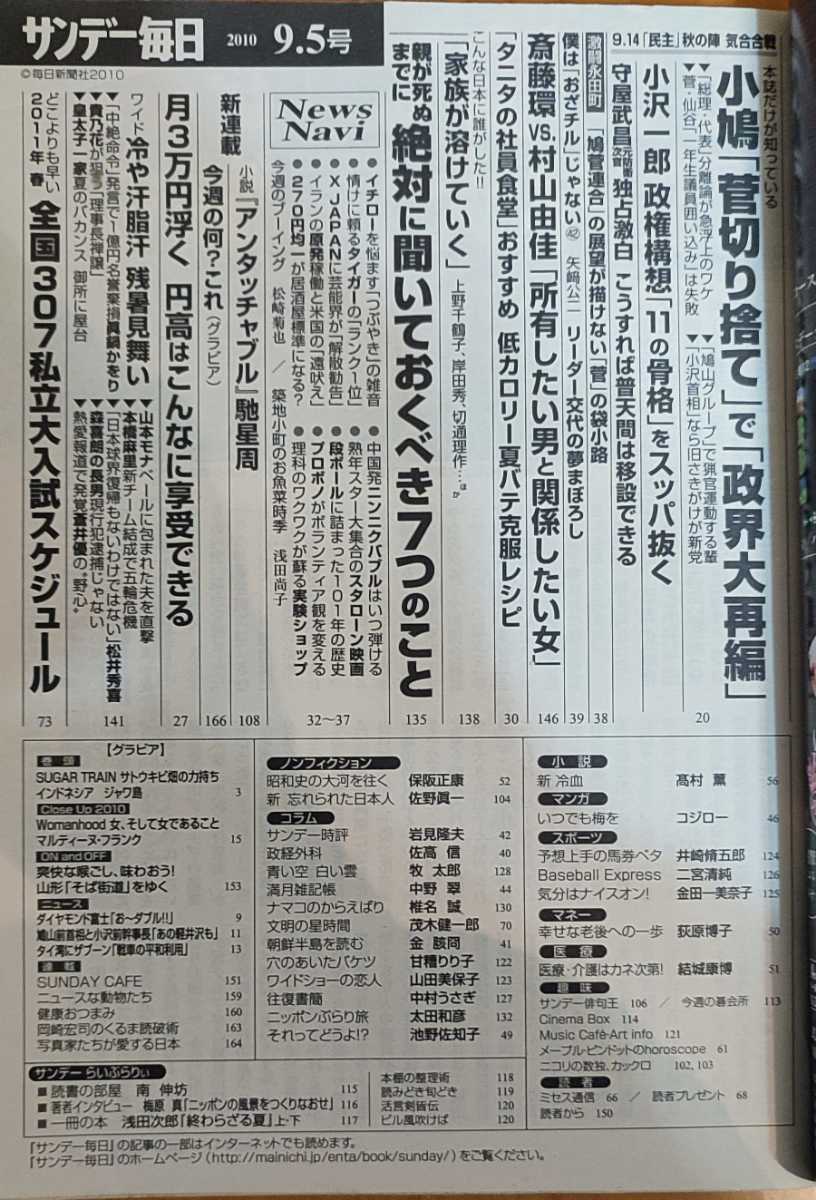 サンデー毎日 2010 9.5号
©毎日新聞社2010
9.14「民主」秋の陣 気合合戦
本誌だけが知っている
小鳩「菅切り捨て」で「政界大再編」
▼「総理・代表」分離論が急浮上のワケ
菅・仙谷「一年生議員囲い込み」は失敗
▼「鳩山グループ」で猟官運動する輩
「小沢首相」なら旧さきがけが新党
20
小沢一郎 政権構想「11の骨格」をスッパ抜く
守屋武昌 元防衛事務次官 独占激白 こうすれば普天間は移設できる
激闘永田町 「鳩菅連合」の展望が描けない「菅」の袋小路
38
僕は「おざチル」じゃない㊷ 矢﨑公二 リーダー交代の夢まぼろし
39
斎藤環 VS. 村山由佳「所有したい男と関係したい女」
146
「タニタの社員食堂」おすすめ 低カロリー夏バテ克服レシピ
30
こんな日本に誰がした!!
「家族が溶けていく」 上野千鶴子、岸田秀、切通理作…ほか
138
親が死ぬまでに 絶対に聞いておくべき7つのこと
135
News Navi
●イチローを悩ます「つぶやき」の雑音
●情けに頼るタイガーの「ランク1位」
●X JAPANに芸能界が「解散勧告」
●イランの原発稼働と米国の「遠吠え」
●270円均一が居酒屋標準になる?
今週のブーイング 松崎菊也 / 築地小町のお魚菜時季 浅田尚子
●中国発ニンニクバブルはいつ弾ける
●熟年スター大集合のスタローン映画
●段ボールに詰まった101年の歴史
●プロボノがボランティア観を変える
●理科のワクワクが蘇る実験ショップ
32～37
新連載 小説『アンタッチャブル』馳星周
108
今週の何?これ(グラビア)
166
月3万円浮く 円高はこんなに享受できる
27
ワイド 冷や汗脂汗 残暑見舞い
▼「中絶命令」発言で1億円名誉棄損眞鍋かをり
▼貴乃花が狙う「理事長禅譲」
▼皇太子一家夏のバカンス 御所に屋台
▼山本モナベールに包まれた夫を直撃
▼本橋麻里新チーム結成で五輪危機
▼「日本球界復帰もないわけではない」松井秀喜
▼森喜朗の長男現行犯逮捕じゃない
▼熱愛報道で発覚蒼井優の“野心”
141
どこよりも早い
2011年 春 全国307私立大入試スケジュール
73
【グラビア】
巻頭
SUGAR TRAIN サトウキビ畑の力持ち
インドネシア ジャワ島 3
Close Up 2010
Womanhood 女、そして女であること
マルティーヌ・フランク 15
ON and OFF
爽快な喉ごし、味わおう!
山形「そば街道」をゆく 153
ニュース
ダイヤモンド富士「お〜ダブル!!」 9
鳩山前首相と小沢前幹事長「あの軽井沢も」 11
タイ湾にザブーン「戦車の平和利用」 13
連載
SUNDAY CAFE 151
ニュースな動物たち 159
健康おつまみ 160
岡崎宏司のくるま読破術 163
写真家たちが愛する日本 164
ノンフィクション
昭和史の大河を往く 保阪正康 52
新 忘れられた日本人 佐野眞一 104
コラム
サンデー時評 岩見隆夫 42
政経外科 佐高 信 40
青い空 白い雲 牧 太郎 128
満月雑記帳 中野 翠 44
ナマコのからえばり 椎名 誠 130
文明の星時間 茂木健一郎 70
朝鮮半島を読む 金 敍珂 41
穴のあいたバケツ 甘糟りり子 122
ワイドショーの恋人 山田美保子 123
往復書簡 中村うさぎ 127
ニッポンぶらり旅 太田和彦 132
それってどうよ!? 池野佐知子 49
小説
新 冷血 髙村 薫 56
マンガ
いつでも梅を コジロー 46
スポーツ
予想上手の馬券ベタ 井崎脩五郎 124
Baseball Express 二宮清純 126
気分はナイスオン! 金田一美奈子 125
マネー
幸せな老後への一歩 荻原博子 50
医療
医療・介護はカネ次第! 結城康博 51
趣味
サンデー俳句王 106 / 今週の碁会所 113
Cinema Box 114
Music Café・Art info 121
メープル・ピンドットのhoroscope 61
ニコリの数独、カックロ 102, 103
読者
ミセス通信 66 / 読者プレゼント 68
読者から 150
サンデーらいぶらりぃ
■読書の部屋 南 伸坊 115
■著者インタビュー 梅原 真「ニッポンの風景をつくりなおせ」 116
■一冊の本 浅田次郎「終わらざる夏」上・下 117
本棚の整理術 118
読みどき旬どき 119
活言剣皆伝 120
ビル風吹けば 120
「サンデー毎日」の記事の一部はインターネットでも読めます。
「サンデー毎日」のホームページ(http://mainichi.jp/enta/book/sunday/)をご覧ください。